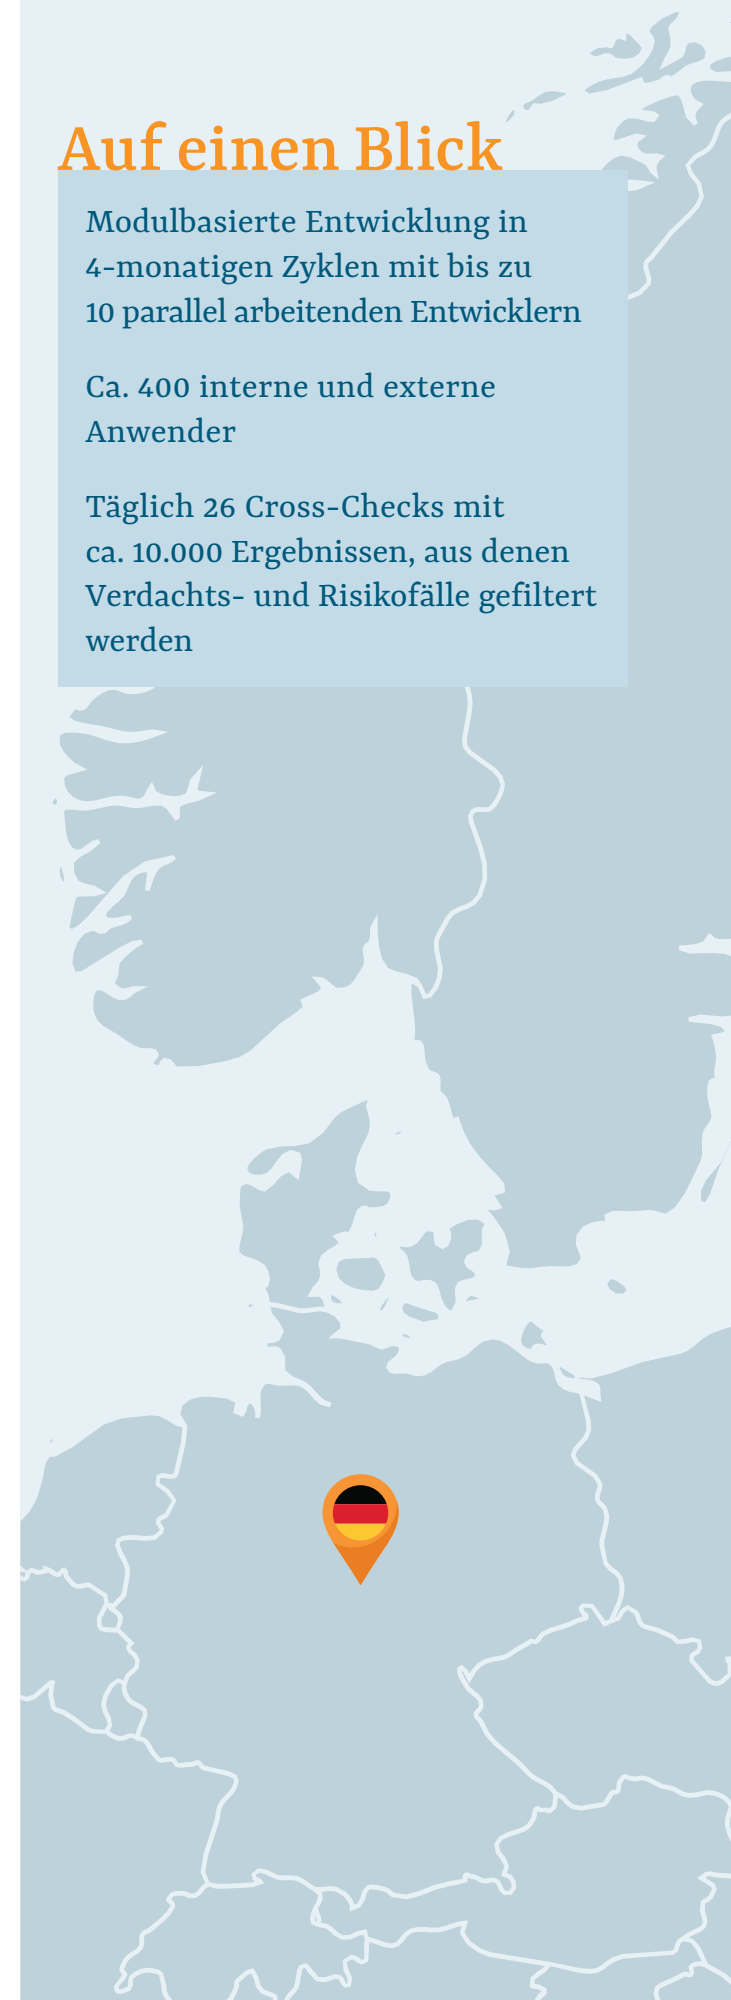 Auf einen Blick
Modulbasierte Entwicklung in
4-monatigen Zyklen mit bis zu
10 parallel arbeitenden Entwicklern
Ca. 400 interne und externe
Anwender
Täglich 26 Cross-Checks mit
ca. 10.000 Ergebnissen, aus denen
Verdachts- und Risikofälle gefiltert
werden